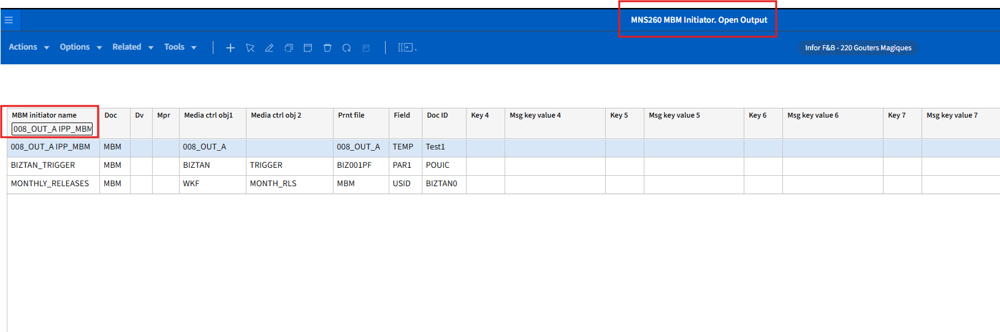 MNS260 MBM Initiator. Open Output
Actions Options Related Tools Infor F&B - 220 Gouters Magiques
MBM initiator name Doc Dv Mpr Media ctrl obj1 Media ctrl obj 2 Prnt file Field Doc ID Key 4 Msg key value 4 Key 5 Msg key value 5 Key 6 Msg key value 6 Key 7 Msg key value 7
008_OUT_A IPP_MBM
008_OUT_A IPP_MBM MBM 008_OUT_A 008_OUT_A TEMP Test1
BIZTAN_TRIGGER MBM BIZTAN TRIGGER BIZ001PF PAR1 POUIC
MONTHLY_RELEASES MBM WKF MONTH_RLS MBM USID BIZTAN0